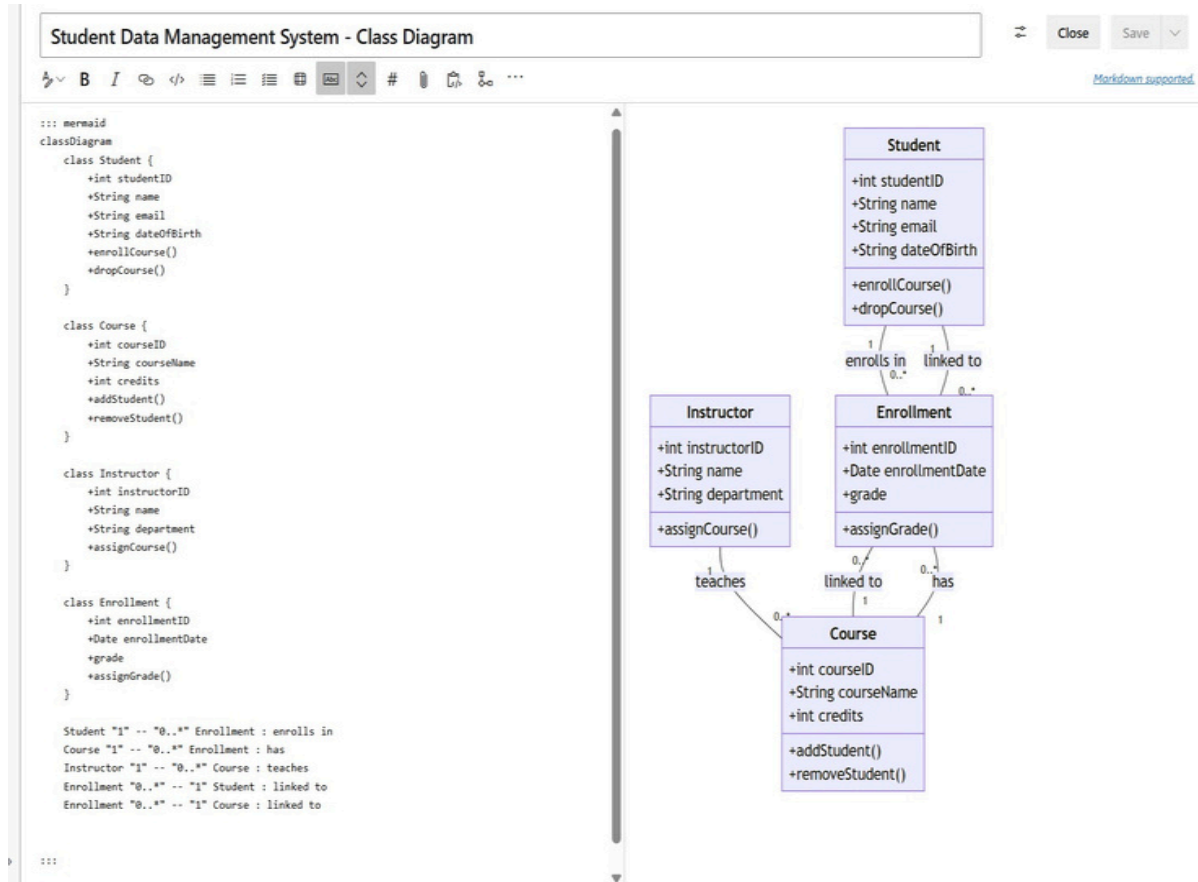 Student Data Management System - Class Diagram
Close
Save
B I </> #
Markdown supported.
::: mermaid
classDiagram
class Student {
+int studentID
+String name
+String email
+String dateOfBirth
+enrollCourse()
+dropCourse()
}
class Course {
+int courseID
+String courseName
+int credits
+addStudent()
+removeStudent()
}
class Instructor {
+int instructorID
+String name
+String department
+assignCourse()
}
class Enrollment {
+int enrollmentID
+Date enrollmentDate
+grade
+assignGrade()
}
Student "1" -- "0..*" Enrollment : enrolls in
Course "1" -- "0..*" Enrollment : has
Instructor "1" -- "0..*" Course : teaches
Enrollment "0..*" -- "1" Student : linked to
Enrollment "0..*" -- "1" Course : linked to
:::
Student
+int studentID
+String name
+String email
+String dateOfBirth
+enrollCourse()
+dropCourse()
1 1
enrolls in linked to
0..* 0..*
Instructor
+int instructorID
+String name
+String department
+assignCourse()
Enrollment
+int enrollmentID
+Date enrollmentDate
+grade
+assignGrade()
1 0..* 0..*
teaches linked to has
0..* 1 1
Course
+int courseID
+String courseName
+int credits
+addStudent()
+removeStudent()